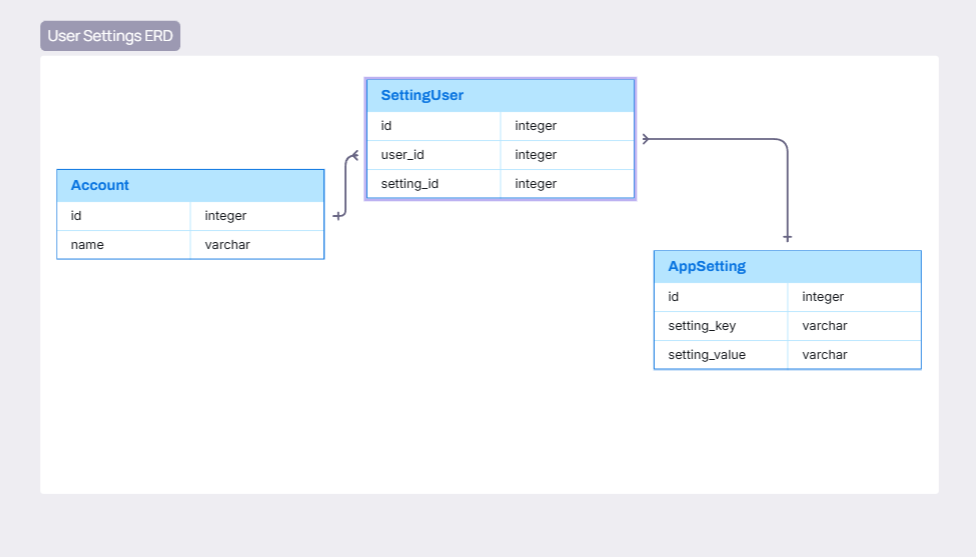 User Settings ERD
SettingUser
id integer
user_id integer
setting_id integer
Account
id integer
name varchar
AppSetting
id integer
setting_key varchar
setting_value varchar